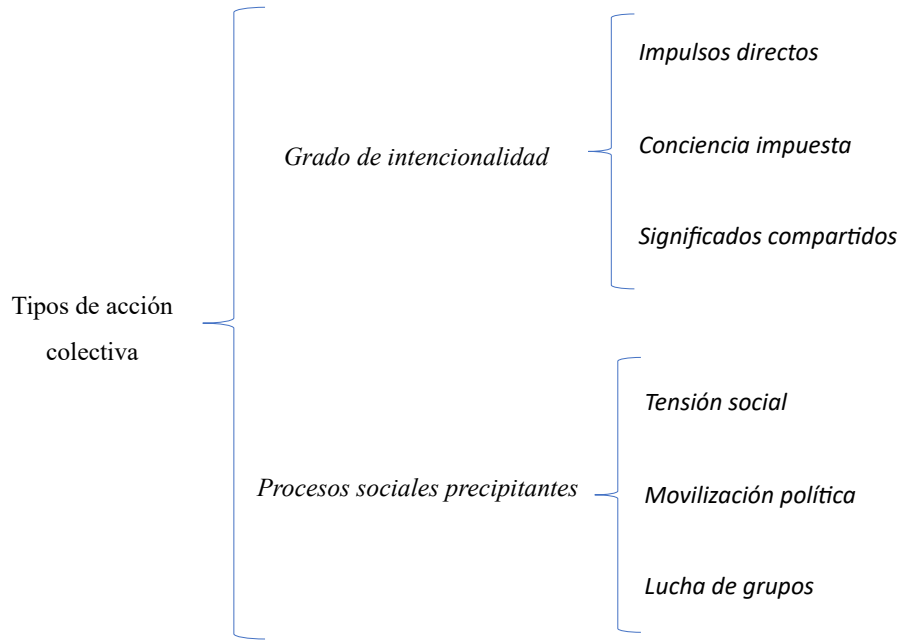 Tipos de acción
colectiva
Grado de intencionalidad
Impulsos directos
Conciencia impuesta
Significados compartidos
Procesos sociales precipitantes
Tensión social
Movilización política
Lucha de grupos